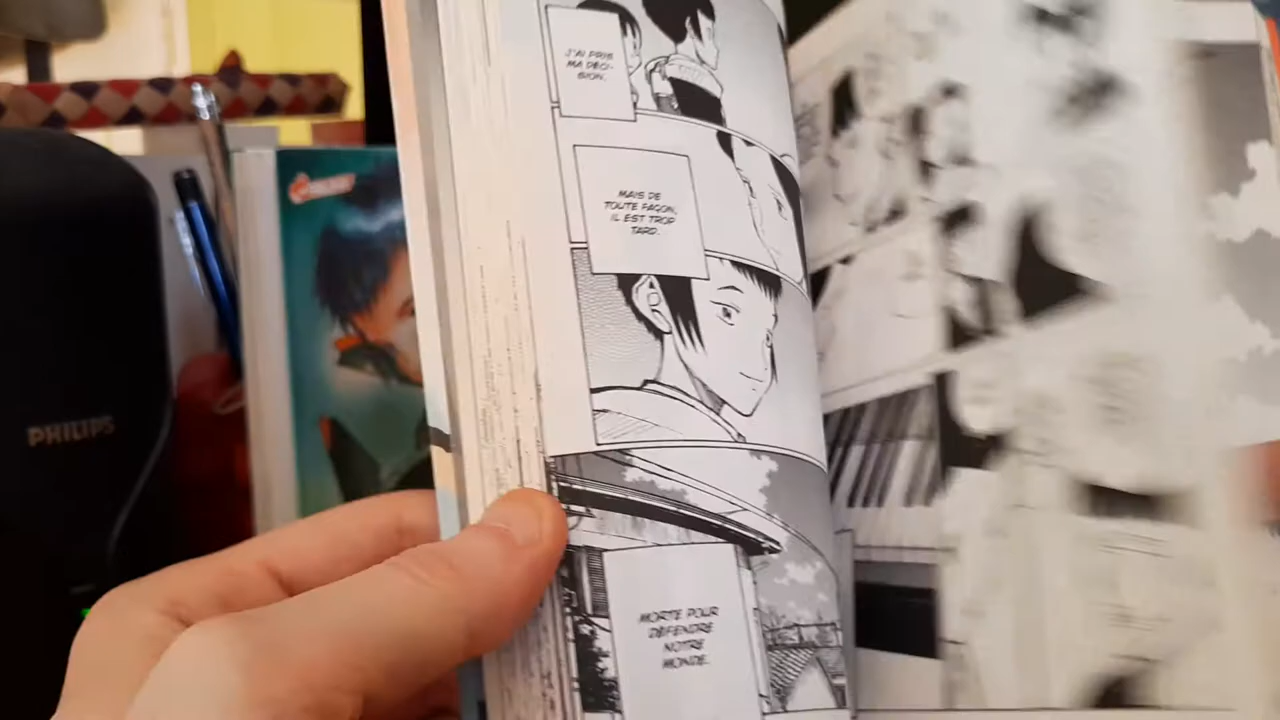 J'AI PRIS
MA DÉCI-
SION.
MAIS DE
TOUTE FAÇON,
IL EST TROP
TARD.
MORTE POUR
DÉFENDRE
NOTRE
MONDE.
PHILIPS